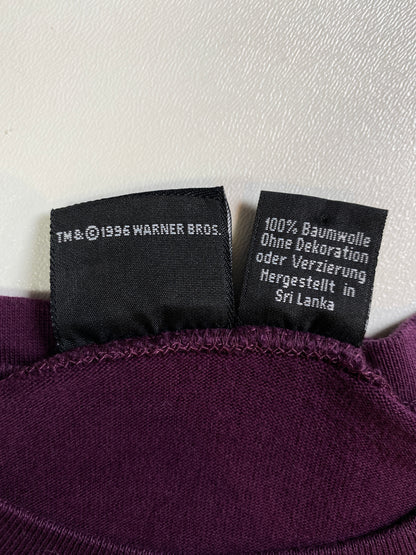 TM & © 1996 WARNER BROS.
100% Baumwolle
Ohne Dekoration
oder Verzierung
Hergestellt in
Sri Lanka